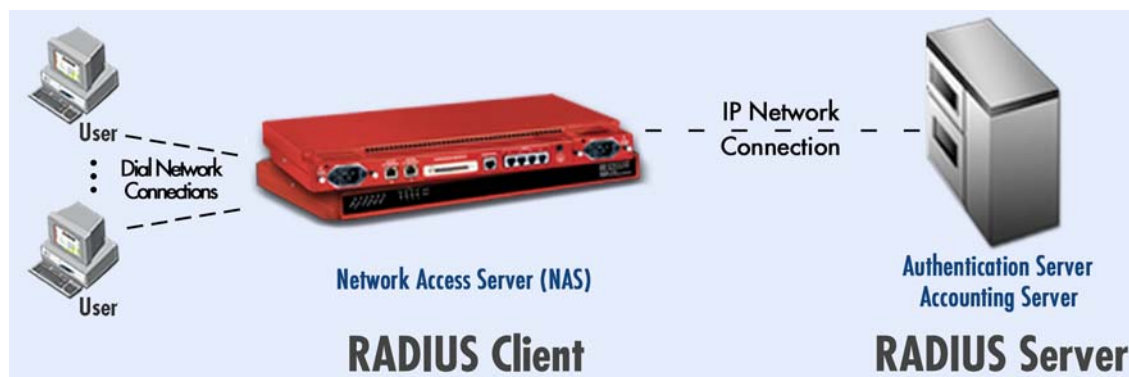 User
Dial Network
Connections
User
IP Network
Connection
Network Access Server (NAS)
Authentication Server
Accounting Server
RADIUS Client
RADIUS Server